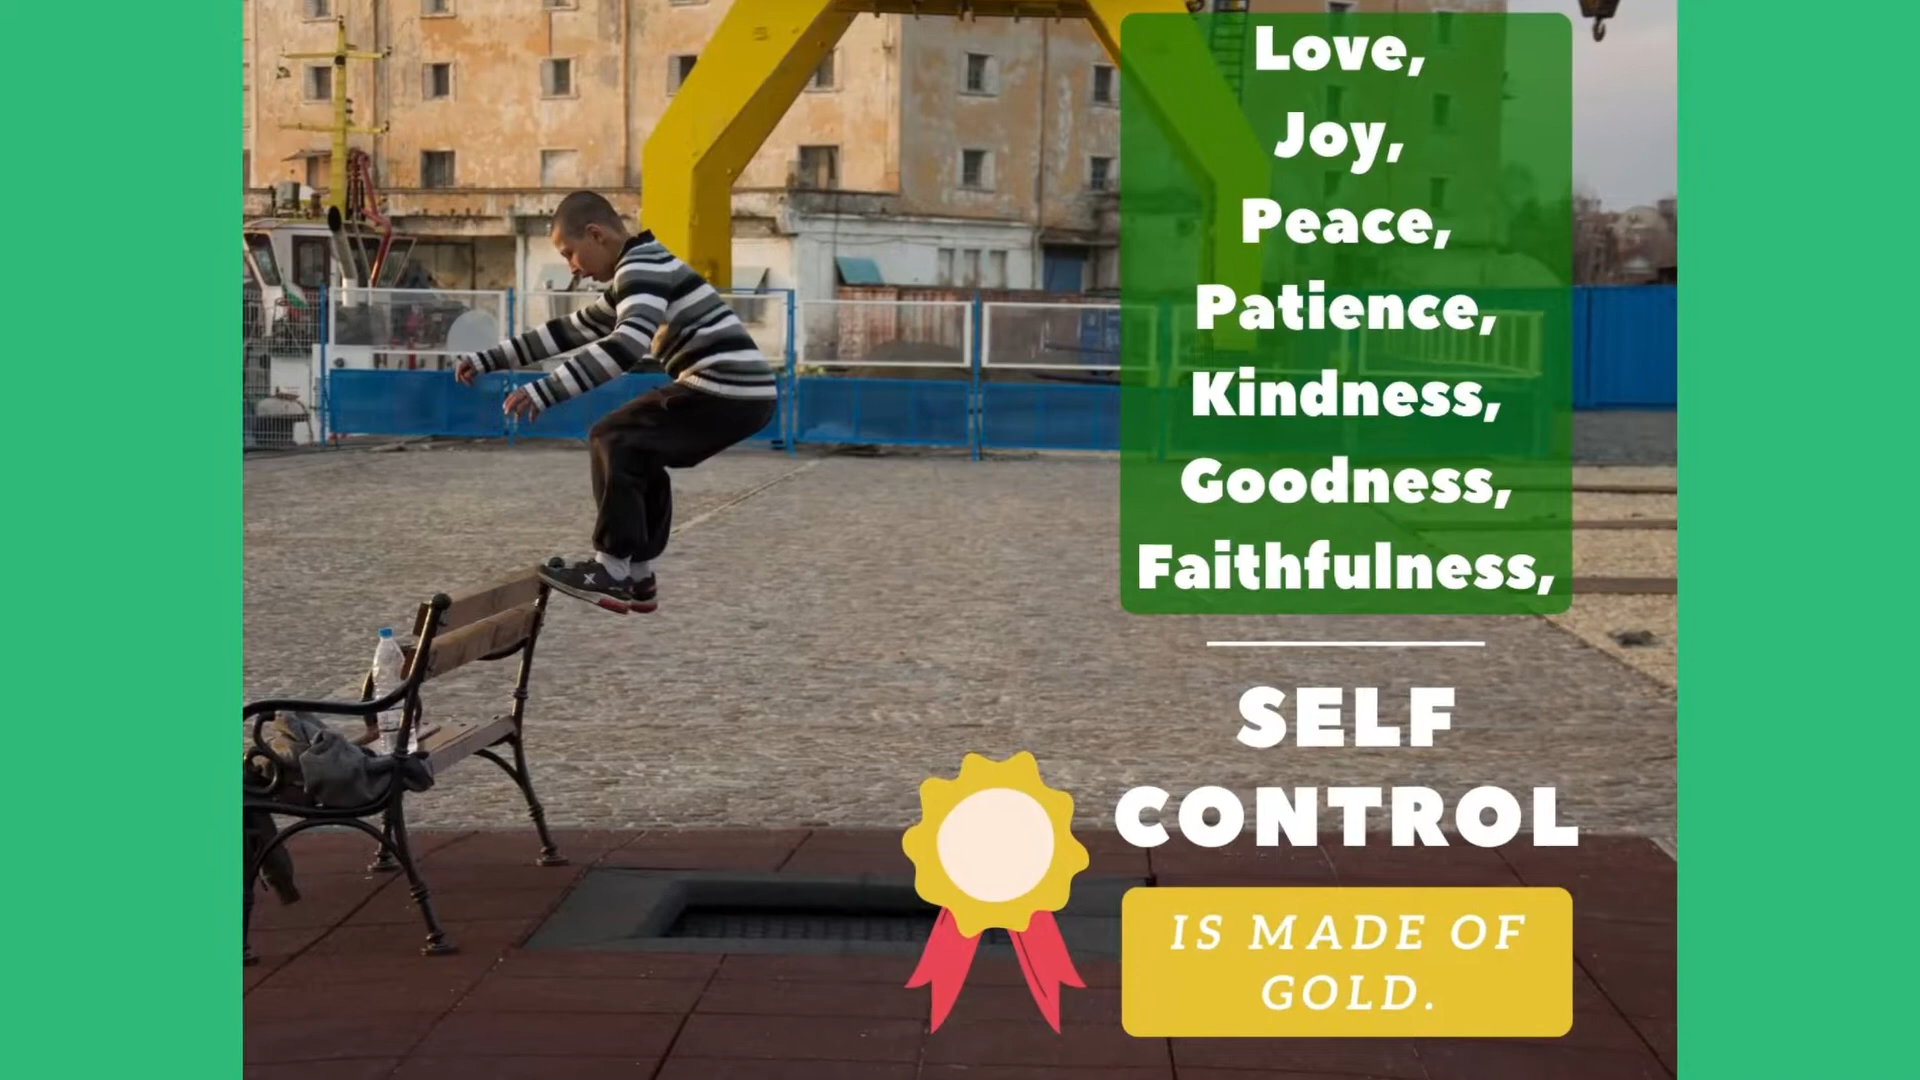 Love,
Joy,
Peace,
Patience,
Kindness,
Goodness,
Faithfulness,
SELF
CONTROL
IS MADE OF
GOLD.